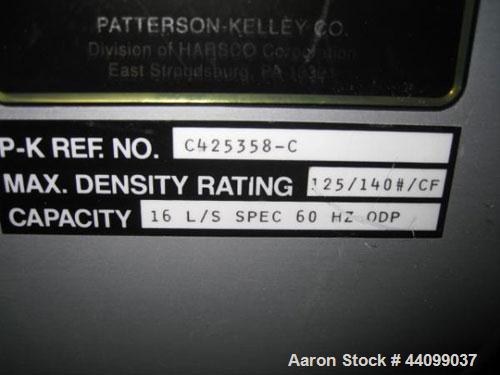 PATTERSON-KELLEY CO.
Division of HARSCO Corporation
East Stroudsburg, PA 18301
P-K REF. NO. C425358-C
MAX. DENSITY RATING 125/140#/CF
CAPACITY 16 L/S SPEC 60 HZ ODP
Aaron Stock # 44099037